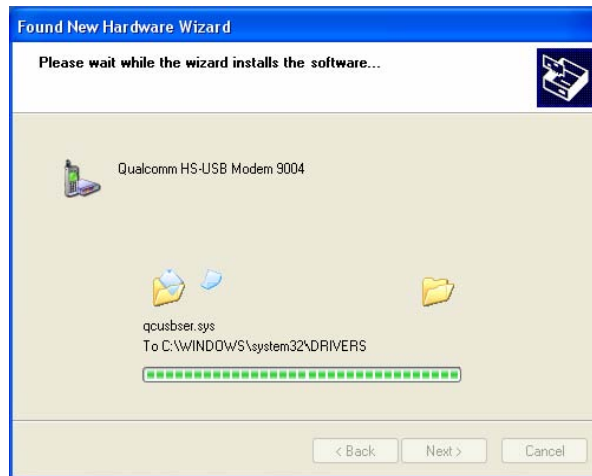 Found New Hardware Wizard
Please wait while the wizard installs the software...
Qualcomm HS-USB Modem 9004
qcusbser.sys
To C:\WINDOWS\system32\DRIVERS
< Back Next > Cancel